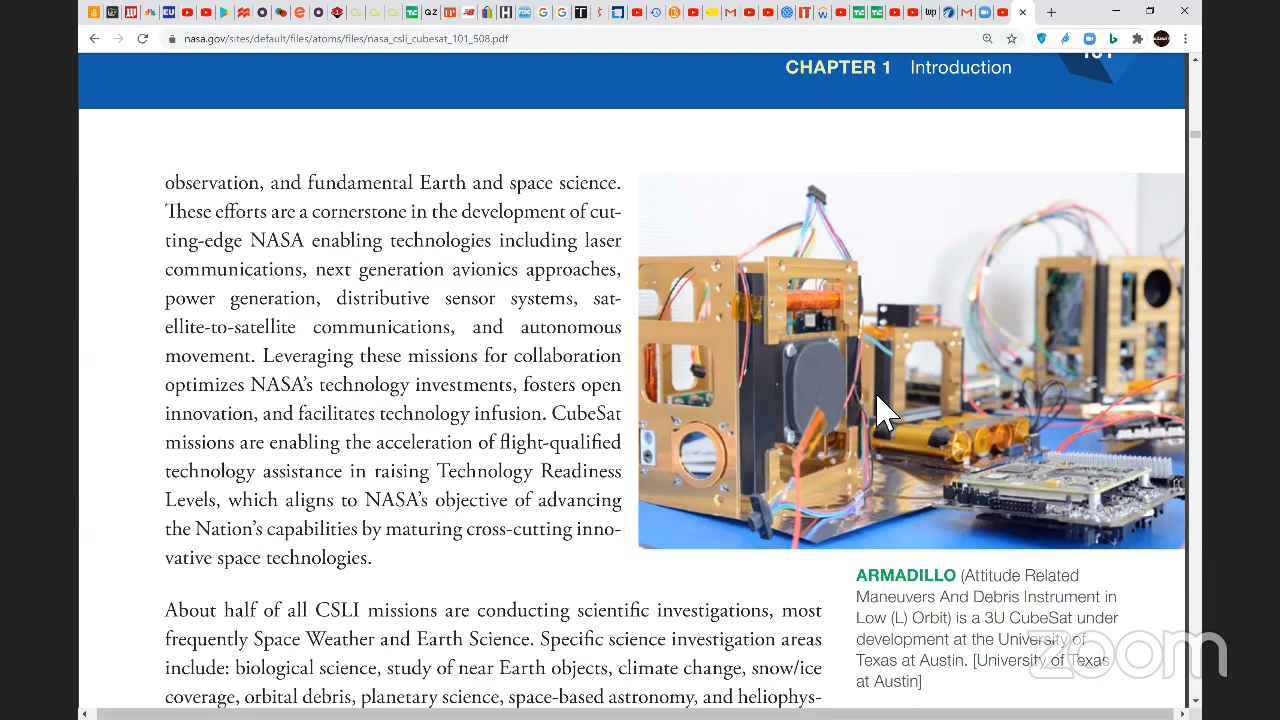 nasa.gov/sites/default/files/atoms/files/nasa_csli_cubesat_101_508.pdf
CHAPTER 1 Introduction
observation, and fundamental Earth and space science.
These efforts are a cornerstone in the development of cut-
ting-edge NASA enabling technologies including laser
communications, next generation avionics approaches,
power generation, distributive sensor systems, sat-
ellite-to-satellite communications, and autonomous
movement. Leveraging these missions for collaboration
optimizes NASA's technology investments, fosters open
innovation, and facilitates technology infusion. CubeSat
missions are enabling the acceleration of flight-qualified
technology assistance in raising Technology Readiness
Levels, which aligns to NASA's objective of advancing
the Nation's capabilities by maturing cross-cutting inno-
vative space technologies.
About half of all CSLI missions are conducting scientific investigations, most
frequently Space Weather and Earth Science. Specific science investigation areas
include: biological science, study of near Earth objects, climate change, snow/ice
coverage, orbital debris, planetary science, space-based astronomy, and heliophys-
ARMADILLO (Attitude Related
Maneuvers And Debris Instrument in
Low (L) Orbit) is a 3U CubeSat under
development at the University of
Texas at Austin. [University of Texas
at Austin]
zoom